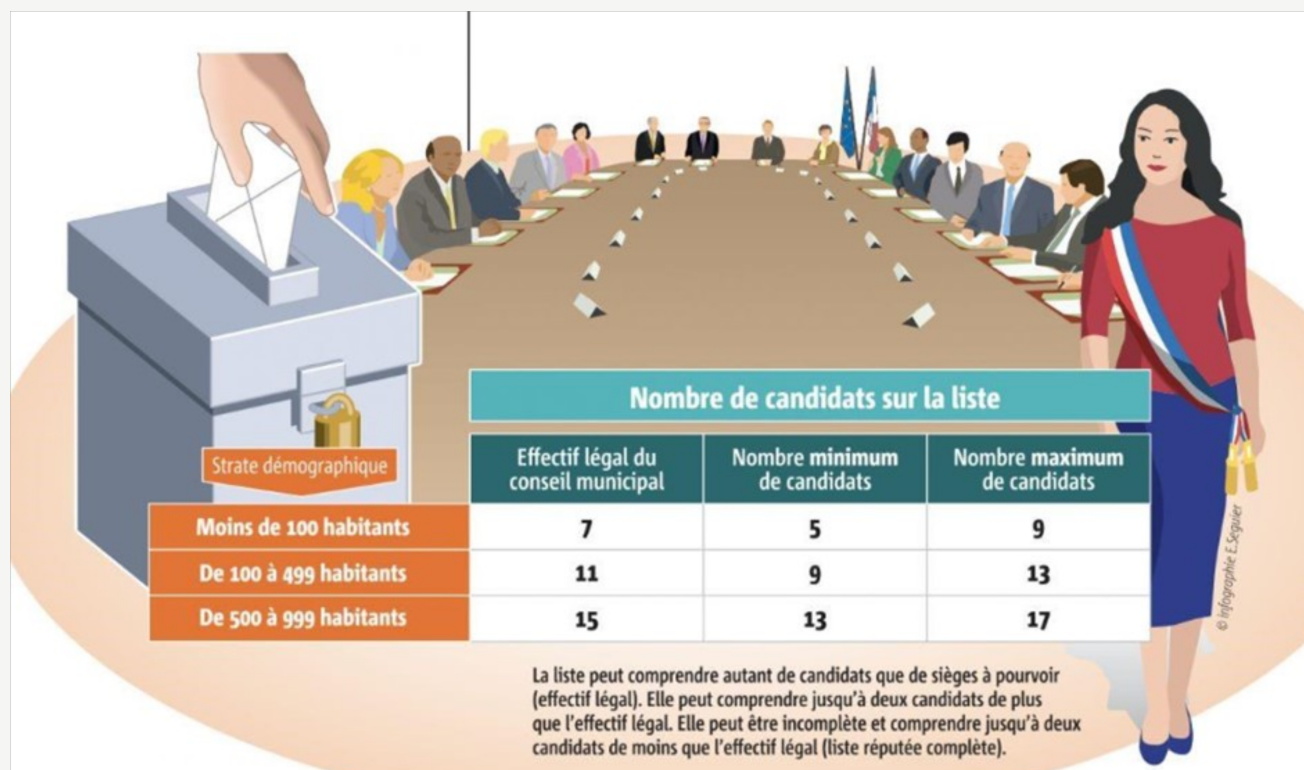 Nombre de candidats sur la liste
Strate démographique
Effectif légal du
conseil municipal
Nombre minimum
de candidats
Nombre maximum
de candidats
Moins de 100 habitants 7 5 9
De 100 à 499 habitants 11 9 13
De 500 à 999 habitants 15 13 17
La liste peut comprendre autant de candidats que de sièges à pourvoir
(effectif légal). Elle peut comprendre jusqu'à deux candidats de plus
que l'effectif légal. Elle peut être incomplète et comprendre jusqu'à deux
candidats de moins que l'effectif légal (liste réputée complète).
© infographie E.Seguier